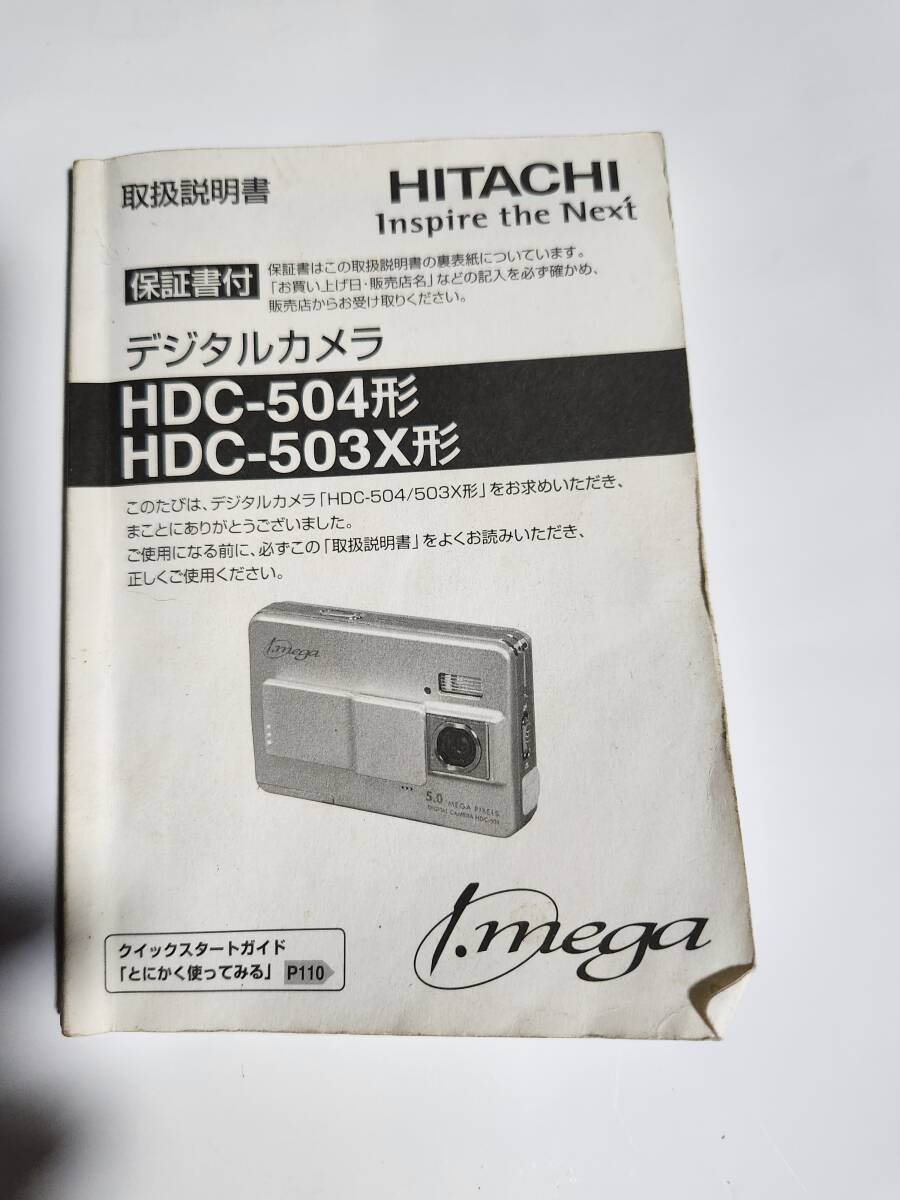 取扱説明書
HITACHI
Inspire the Next
保証書付
保証書はこの取扱説明書の裏表紙についています。
「お買い上げ日・販売店名」などの記入を必ず確かめ、
販売店からお受け取りください。
デジタルカメラ
HDC-504形
HDC-503X形
このたびは、デジタルカメラ「HDC-504/503X形」をお求めいただき、
まことにありがとうございました。
ご使用になる前に、必ずこの「取扱説明書」をよくお読みいただき、
正しくご使用ください。
i.mega
5.0 MEGA PIXELS
DIGITAL CAMERA HDC-504
i.mega
クイックスタートガイド
「とにかく使ってみる」 P110